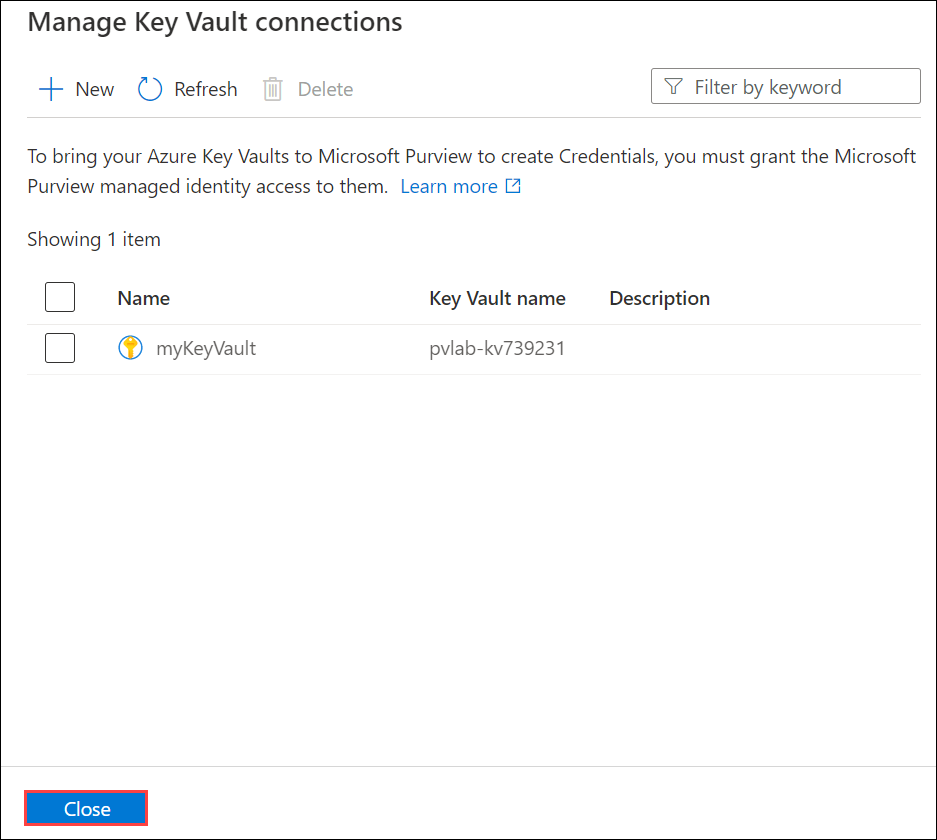 Manage Key Vault connections
New Refresh Delete Filter by keyword
To bring your Azure Key Vaults to Microsoft Purview to create Credentials, you must grant the Microsoft
Purview managed identity access to them. Learn more
Showing 1 item
Name Key Vault name Description
myKeyVault pvlab-kv739231
Close